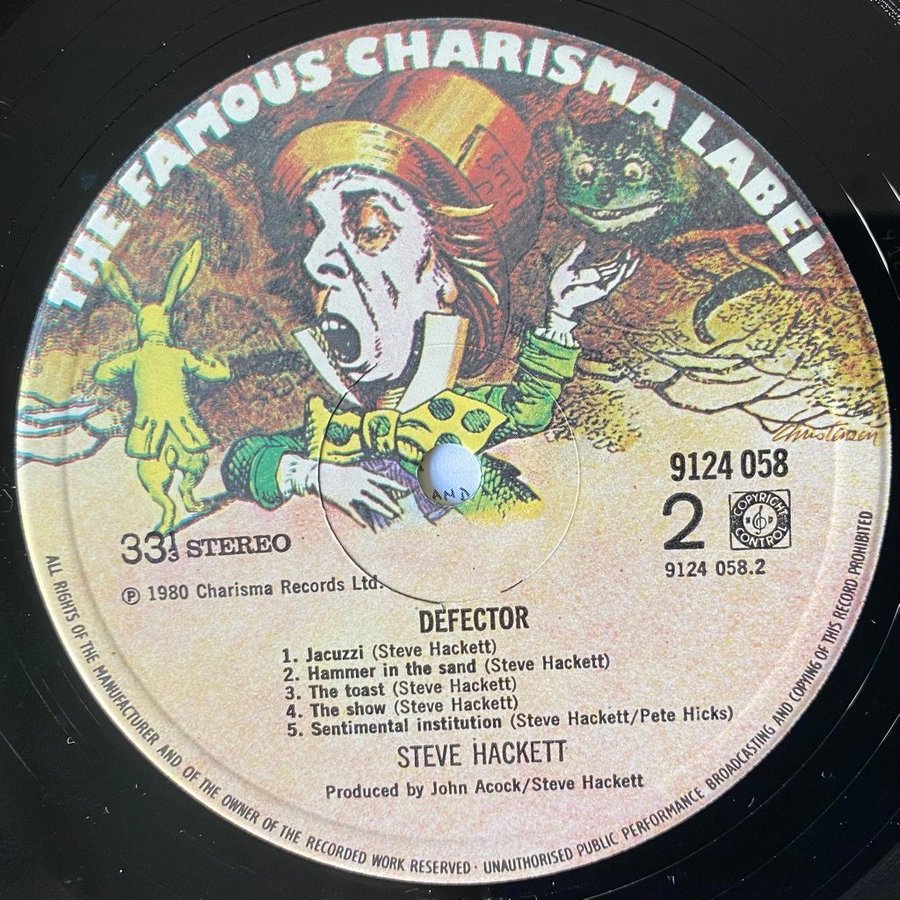 THE FAMOUS CHARISMA LABEL
Christensen
9124 058
2
COPYRIGHT
CONTROL
9124 058.2
33⅓ STEREO
℗ 1980 Charisma Records Ltd.
AND
DEFECTOR
1. Jacuzzi (Steve Hackett)
2. Hammer in the sand (Steve Hackett)
3. The toast (Steve Hackett)
4. The show (Steve Hackett)
5. Sentimental institution (Steve Hackett/Pete Hicks)
STEVE HACKETT
Produced by John Acock/Steve Hackett
ALL RIGHTS OF THE MANUFACTURER AND OF THE OWNER OF THE RECORDED WORK RESERVED · UNAUTHORISED PUBLIC PERFORMANCE BROADCASTING AND COPYING OF THIS RECORD PROHIBITED